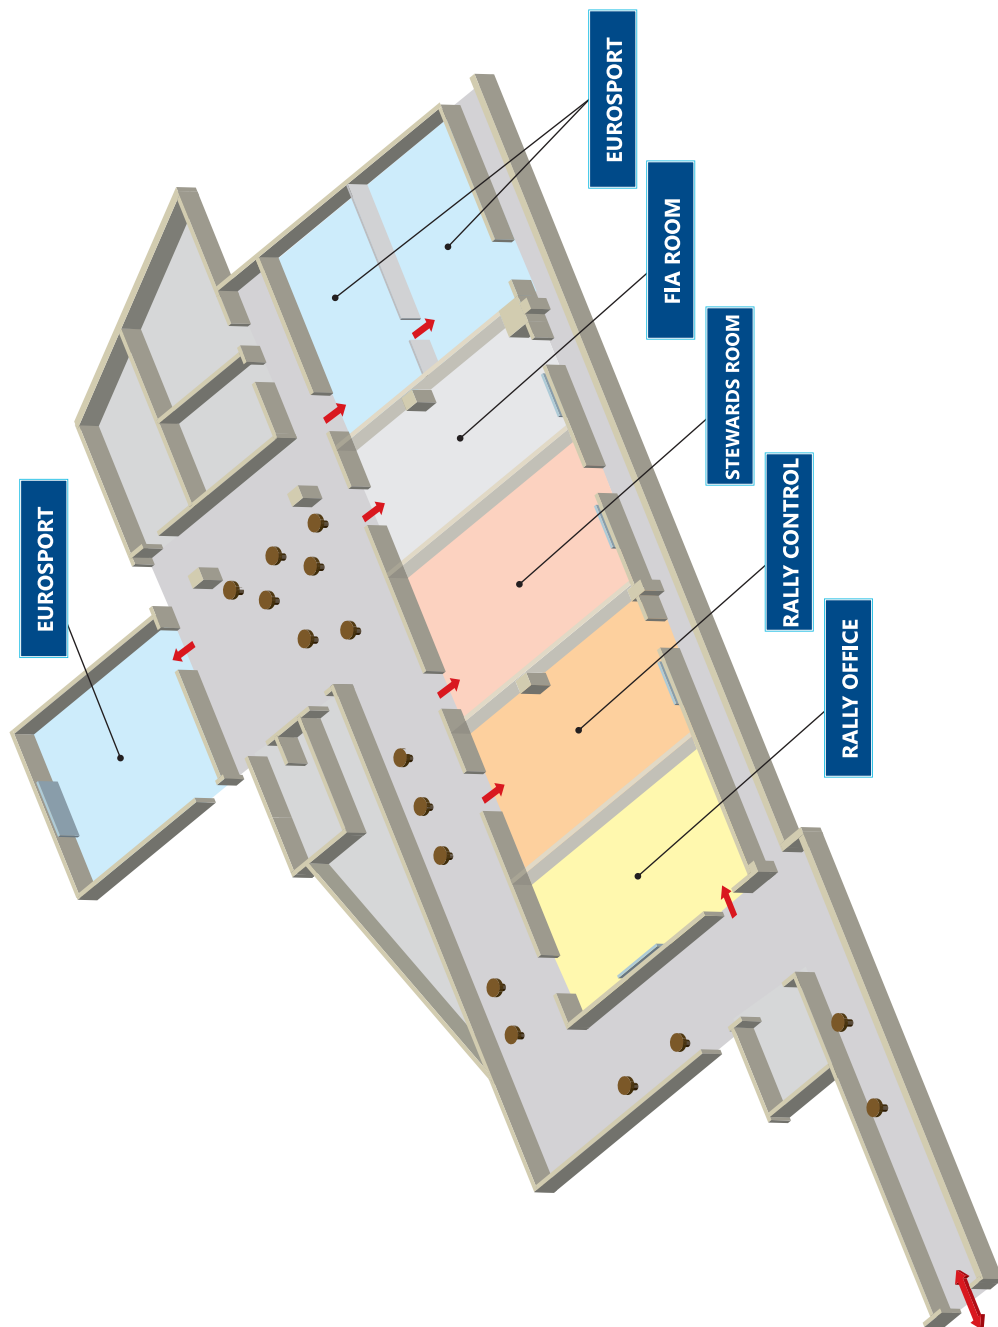 EUROSPORT
EUROSPORT
FIA ROOM
STEWARDS ROOM
RALLY CONTROL
RALLY OFFICE